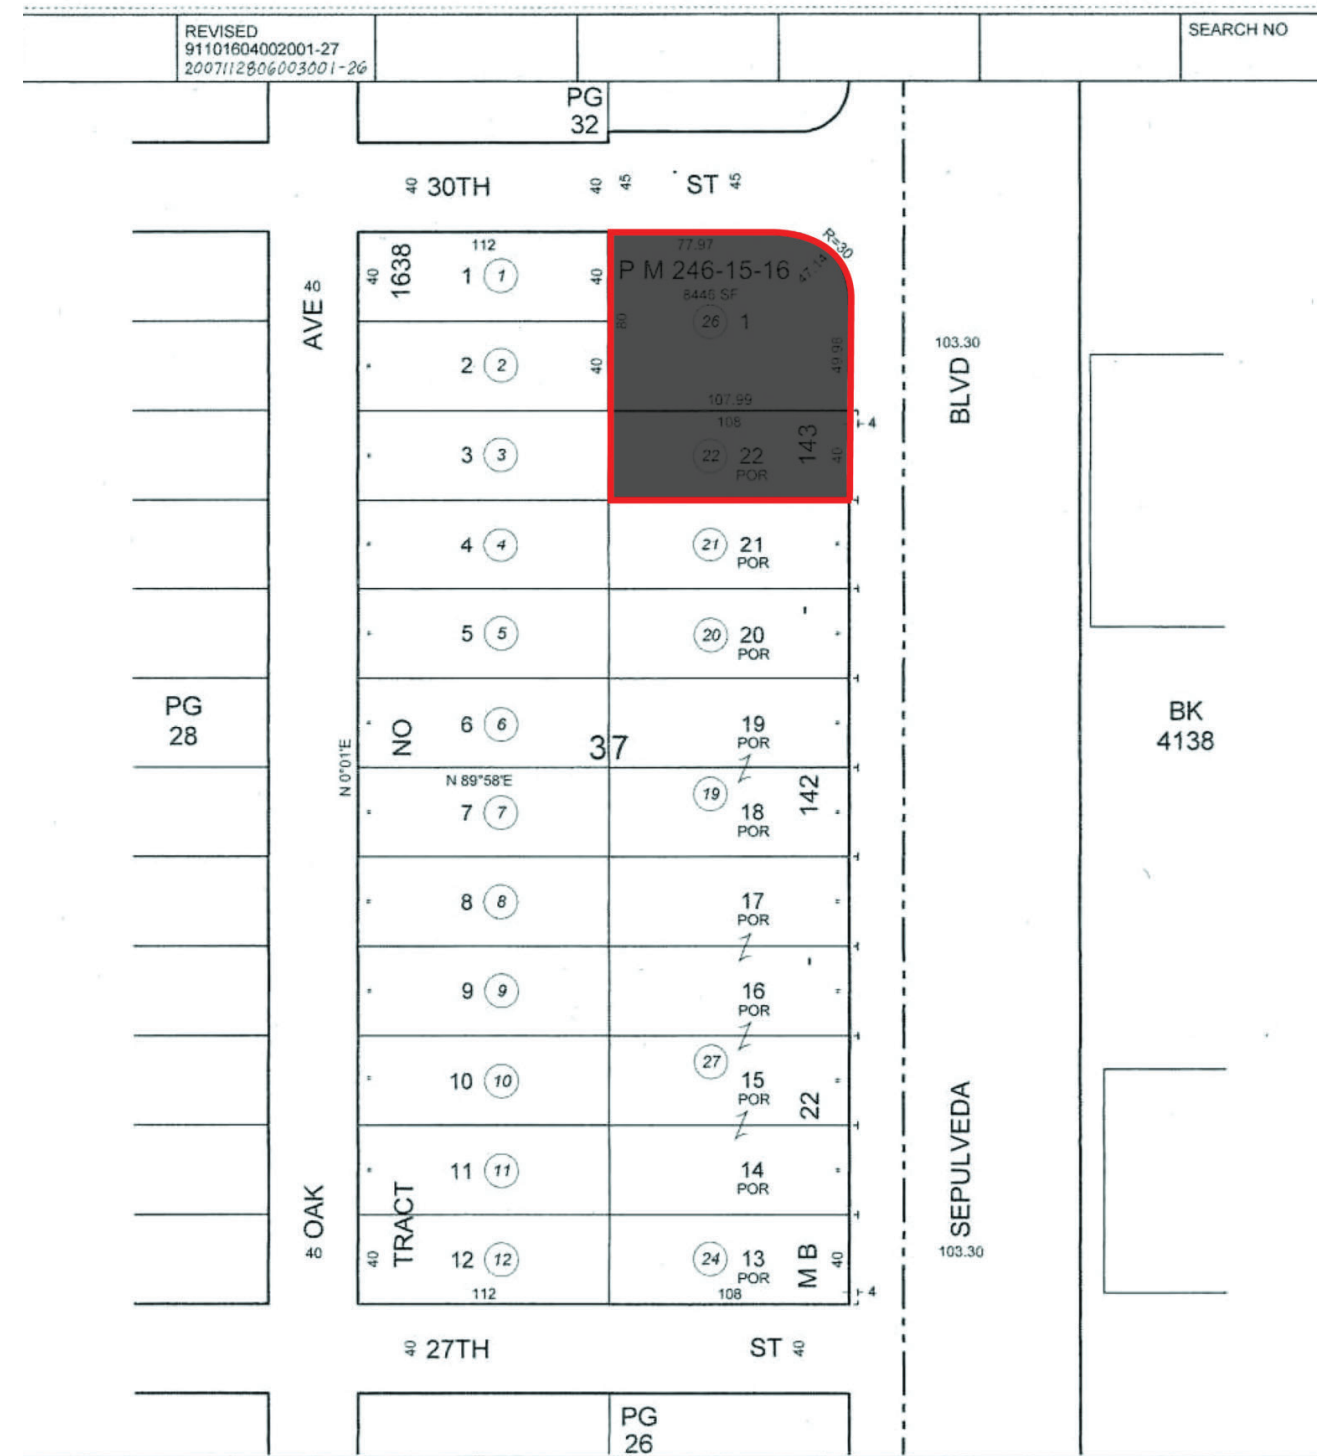 REVISED
91101604002001-27
2007112806003001-26
SEARCH NO
PG
32
40 30TH 40 45 ST 45
77.97
R=30
47.14
P M 246-15-16
8446 SF
26 1
80
49.98
107.99
108
22 22
POR
143
40
4
112
1 1
40
1638
40
2 2
40
3 3
4 4
5 5
6 6
N 89°58'E
7 7
8 8
9 9
10 10
11 11
12 12
40
112
NO
TRACT
37
21 21
POR
20 20
POR
19
POR
19
18
POR
142
17
POR
16
POR
27
15
POR
22
14
POR
24 13
POR
M B
40
108
4
AVE 40
N 0°01'E
40 OAK
PG
28
103.30
BLVD
SEPULVEDA
103.30
BK
4138
40 27TH ST 40
PG
26